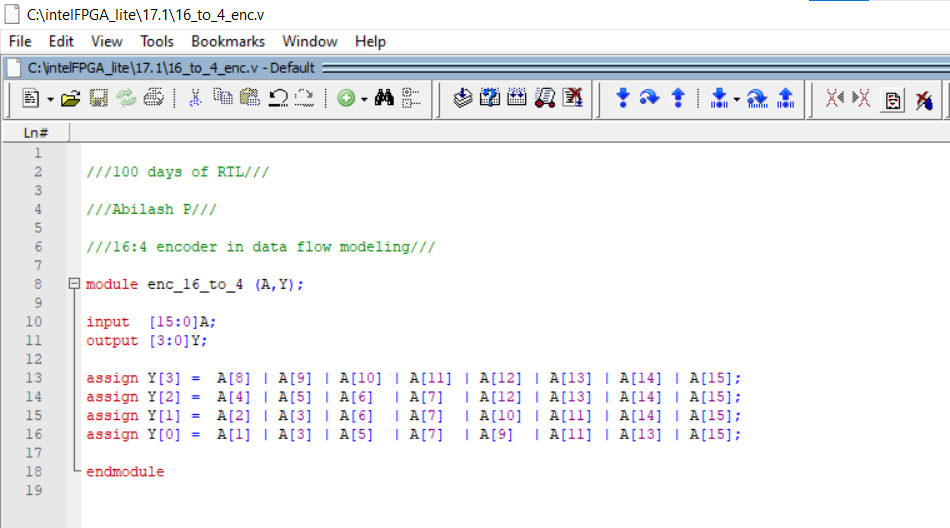 C:\intelFPGA_lite\17.1\16_to_4_enc.v
File Edit View Tools Bookmarks Window Help
C:\intelFPGA_lite\17.1\16_to_4_enc.v - Default
Ln#
1
2 ///100 days of RTL///
3
4 ///Abilash P///
5
6 ///16:4 encoder in data flow modeling///
7
8 module enc_16_to_4 (A,Y);
9
10 input [15:0]A;
11 output [3:0]Y;
12
13 assign Y[3] = A[8] | A[9] | A[10] | A[11] | A[12] | A[13] | A[14] | A[15];
14 assign Y[2] = A[4] | A[5] | A[6] | A[7] | A[12] | A[13] | A[14] | A[15];
15 assign Y[1] = A[2] | A[3] | A[6] | A[7] | A[10] | A[11] | A[14] | A[15];
16 assign Y[0] = A[1] | A[3] | A[5] | A[7] | A[9] | A[11] | A[13] | A[15];
17
18 endmodule
19